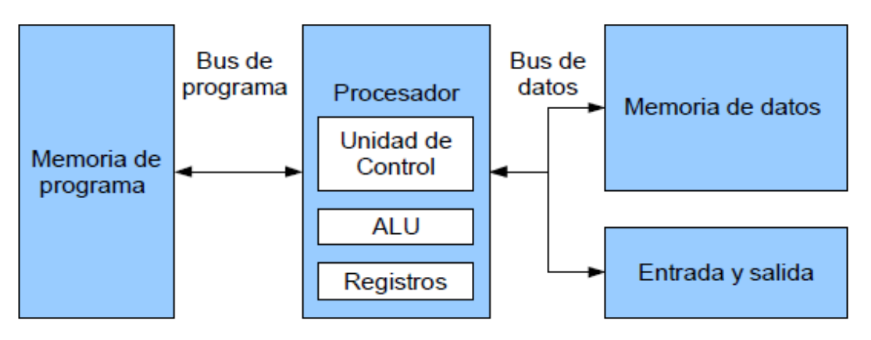 Memoria de
programa
Bus de
programa
Procesador
Unidad de
Control
ALU
Registros
Bus de
datos
Memoria de datos
Entrada y salida